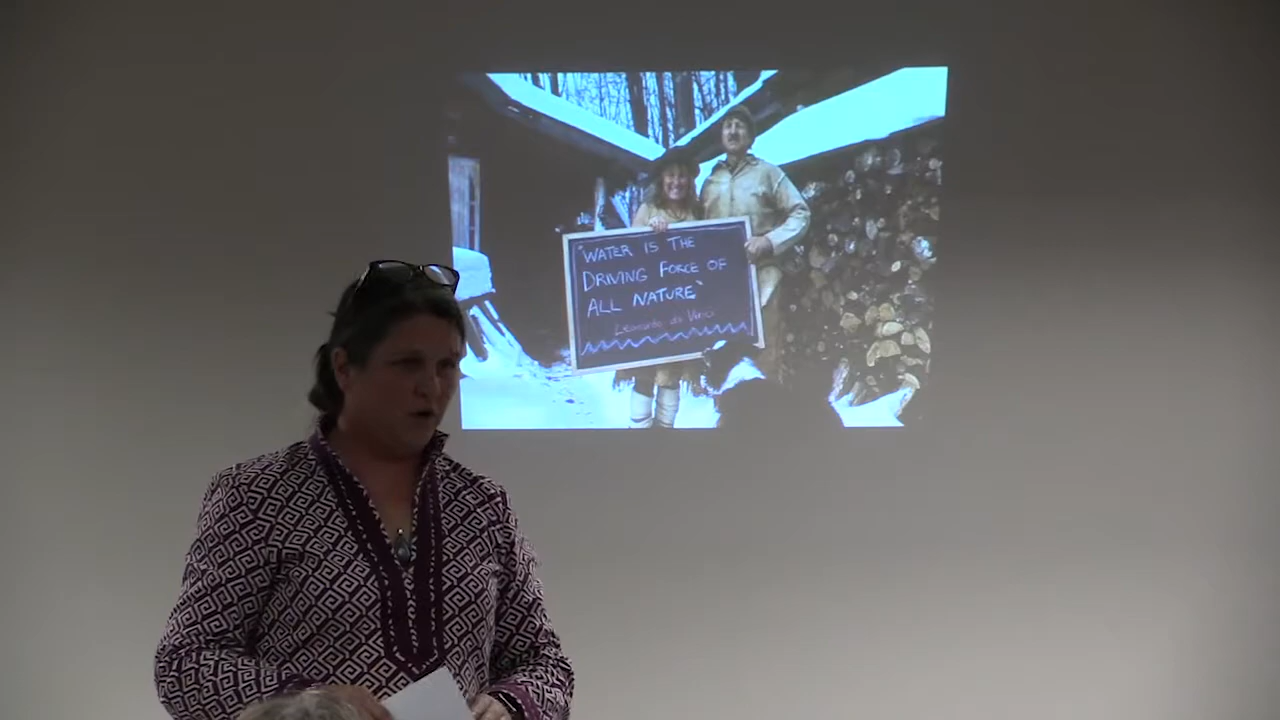 "WATER IS THE
DRIVING FORCE OF
ALL NATURE"
Leonardo da Vinci